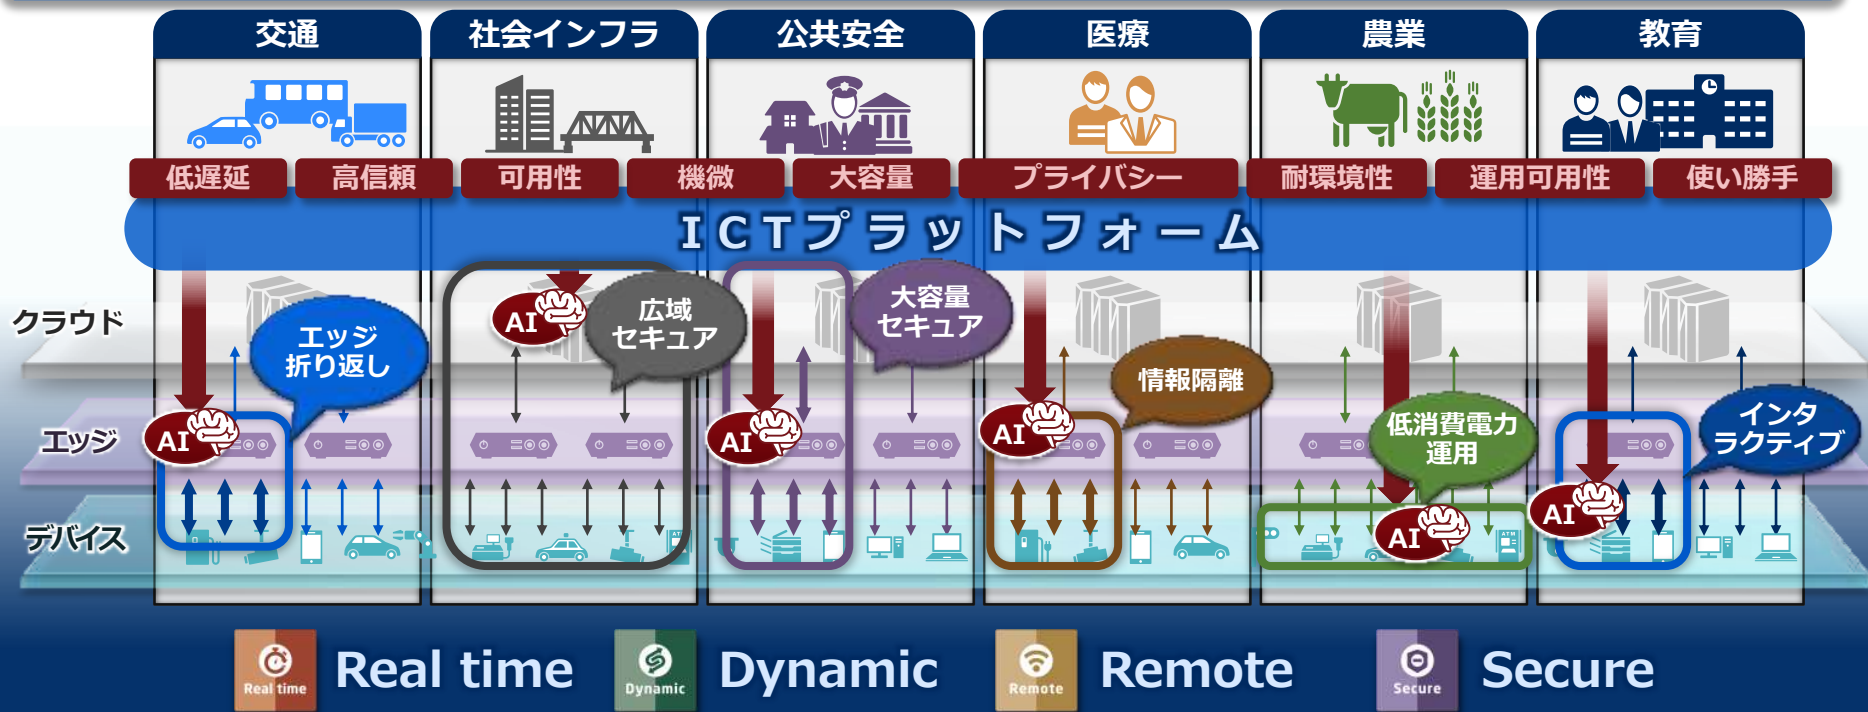 交通
社会インフラ
公共安全
医療
農業
教育
低遅延
高信頼
可用性
機微
大容量
プライバシー
耐環境性
運用可用性
使い勝手
ICTプラットフォーム
クラウド
エッジ
デバイス
エッジ
折り返し
広域
セキュア
大容量
セキュア
情報隔離
低消費電力
運用
インタ
ラクティブ
AI
AI
AI
AI
AI
AI
ATM
ATM
Real time
Real time
Dynamic
Dynamic
Remote
Remote
Secure
Secure